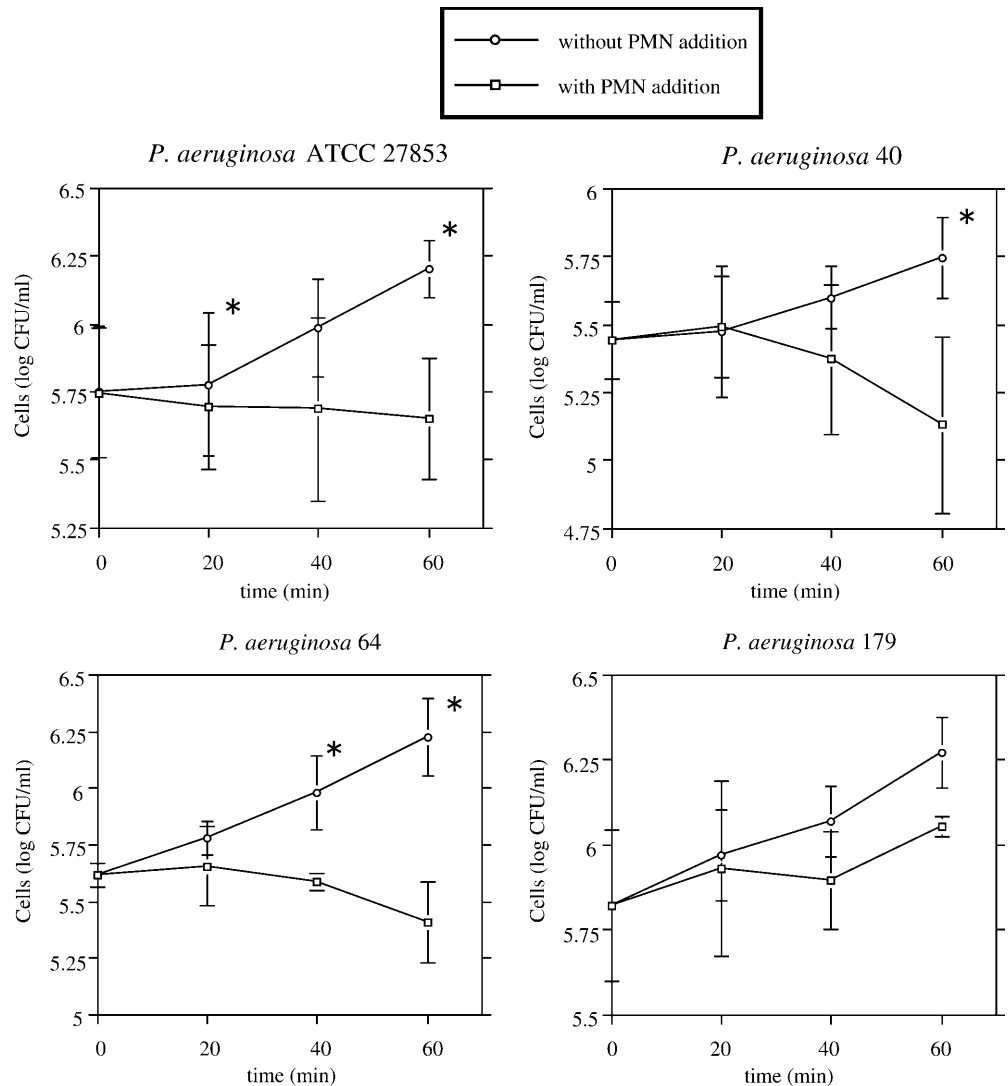 without PMN addition
with PMN addition
P. aeruginosa ATCC 27853
6.5
6.25
6
5.75
5.5
5.25
Cells (log CFU/ml)
0 20 40 60
time (min)
*
*
P. aeruginosa 40
6
5.75
5.5
5.25
5
4.75
Cells (log CFU/ml)
0 20 40 60
time (min)
*
P. aeruginosa 64
6.5
6.25
6
5.75
5.5
5.25
5
Cells (log CFU/ml)
0 20 40 60
time (min)
*
*
P. aeruginosa 179
6.5
6.25
6
5.75
5.5
Cells (log CFU/ml)
0 20 40 60
time (min)